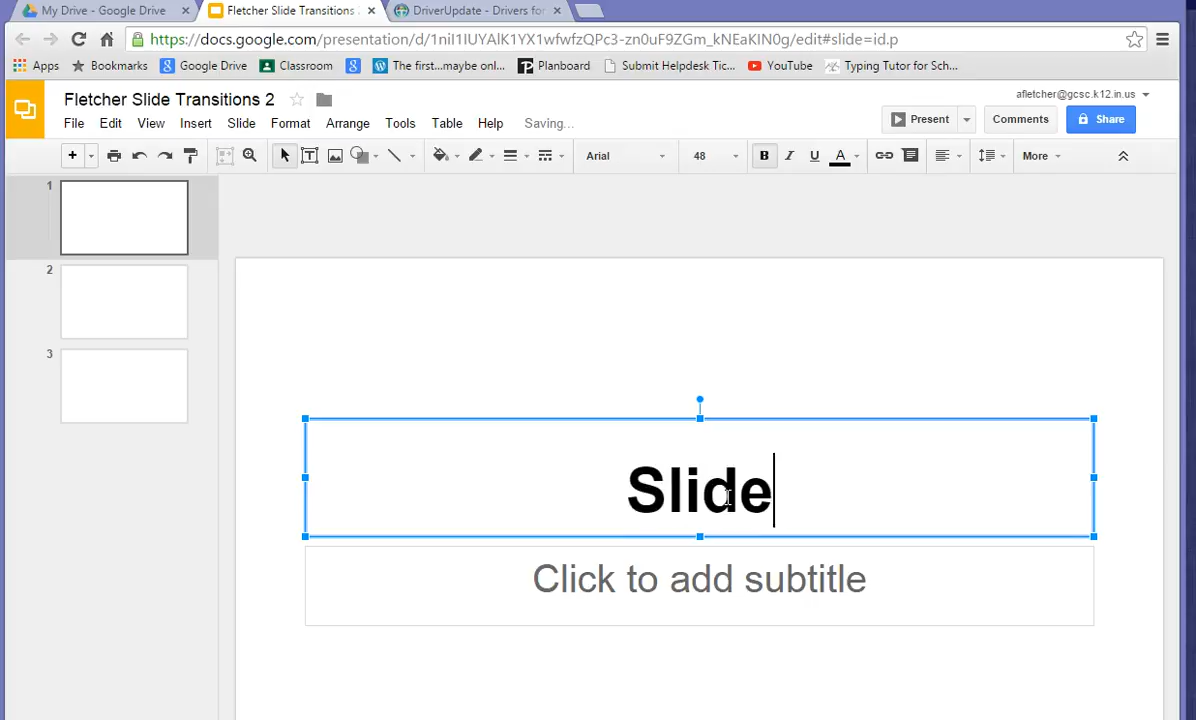 My Drive - Google Drive
Fletcher Slide Transitions
DriverUpdate - Drivers for
https://docs.google.com/presentation/d/1nil1IUYAlK1YX1wfwfzQPc3-zn0uF9ZGm_kNEaKIN0g/edit#slide=id.p
Apps Bookmarks Google Drive Classroom The first...maybe onl... Planboard Submit Helpdesk Tic... YouTube Typing Tutor for Sch...
Fletcher Slide Transitions 2
afletcher@gcsc.k12.in.us
File Edit View Insert Slide Format Arrange Table Tools Help Saving...
Present Comments Share
Arial 48 B I U A More
1
2
3
Slide
Click to add subtitle